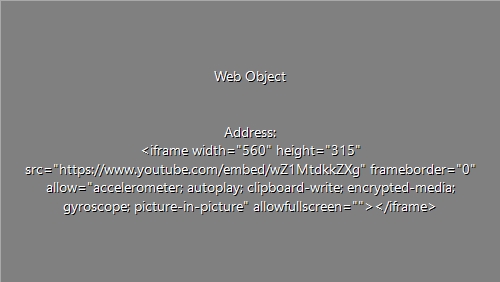 Web Object
Address:
<iframe width="560" height="315"
src="https://www.youtube.com/embed/wZ1MtdkkZXg" frameborder="0"
allow="accelerometer; autoplay; clipboard-write; encrypted-media;
gyroscope; picture-in-picture" allowfullscreen=""></iframe>